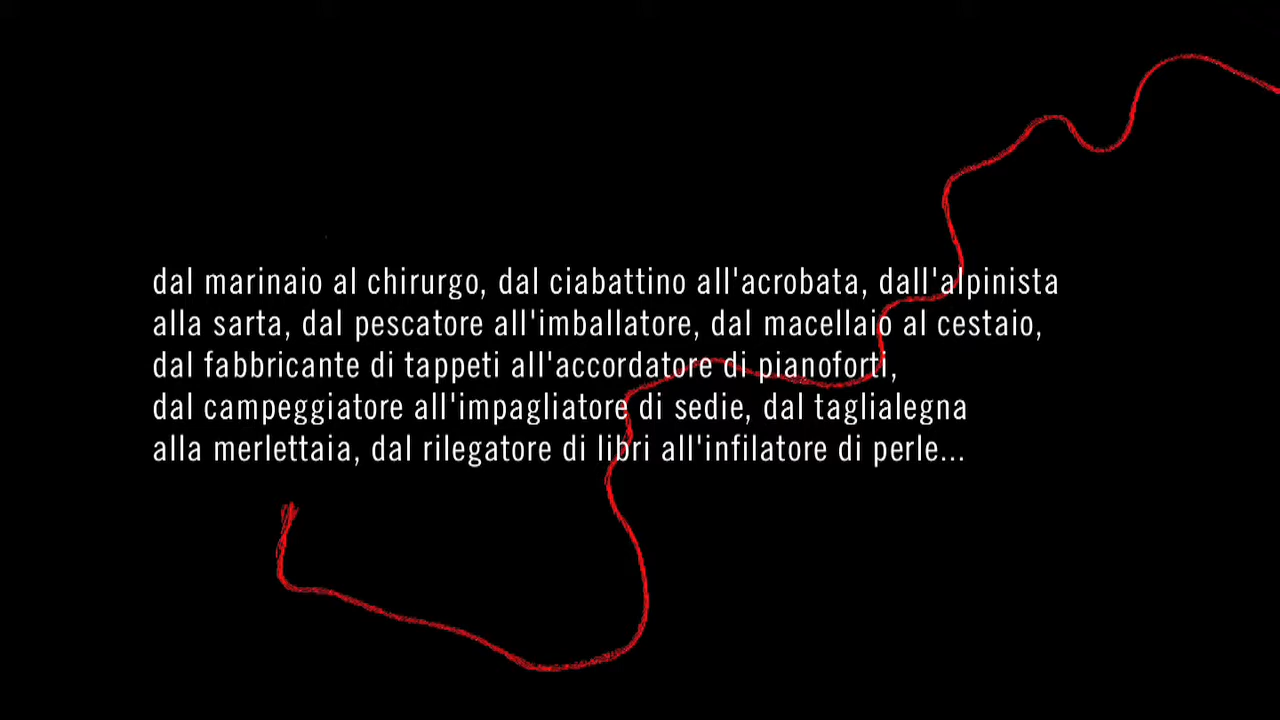 dal marinaio al chirurgo, dal ciabattino all'acrobata, dall'alpinista
alla sarta, dal pescatore all'imballatore, dal macellaio al cestaio,
dal fabbricante di tappeti all'accordatore di pianoforti,
dal campeggiatore all'impagliatore di sedie, dal taglialegna
alla merlettaia, dal rilegatore di libri all'infilatore di perle...